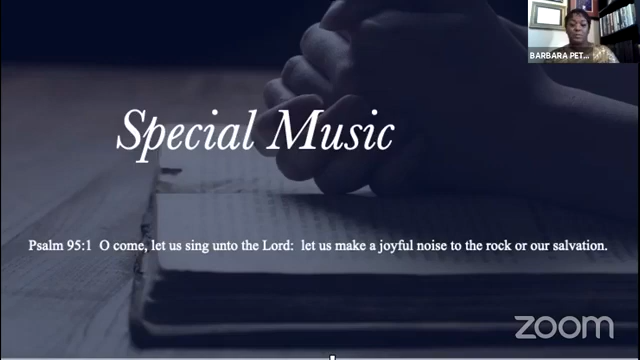 BARBARA PET...
Special Music
Psalm 95:1 O come, let us sing unto the Lord: let us make a joyful noise to the rock or our salvation.
zoom